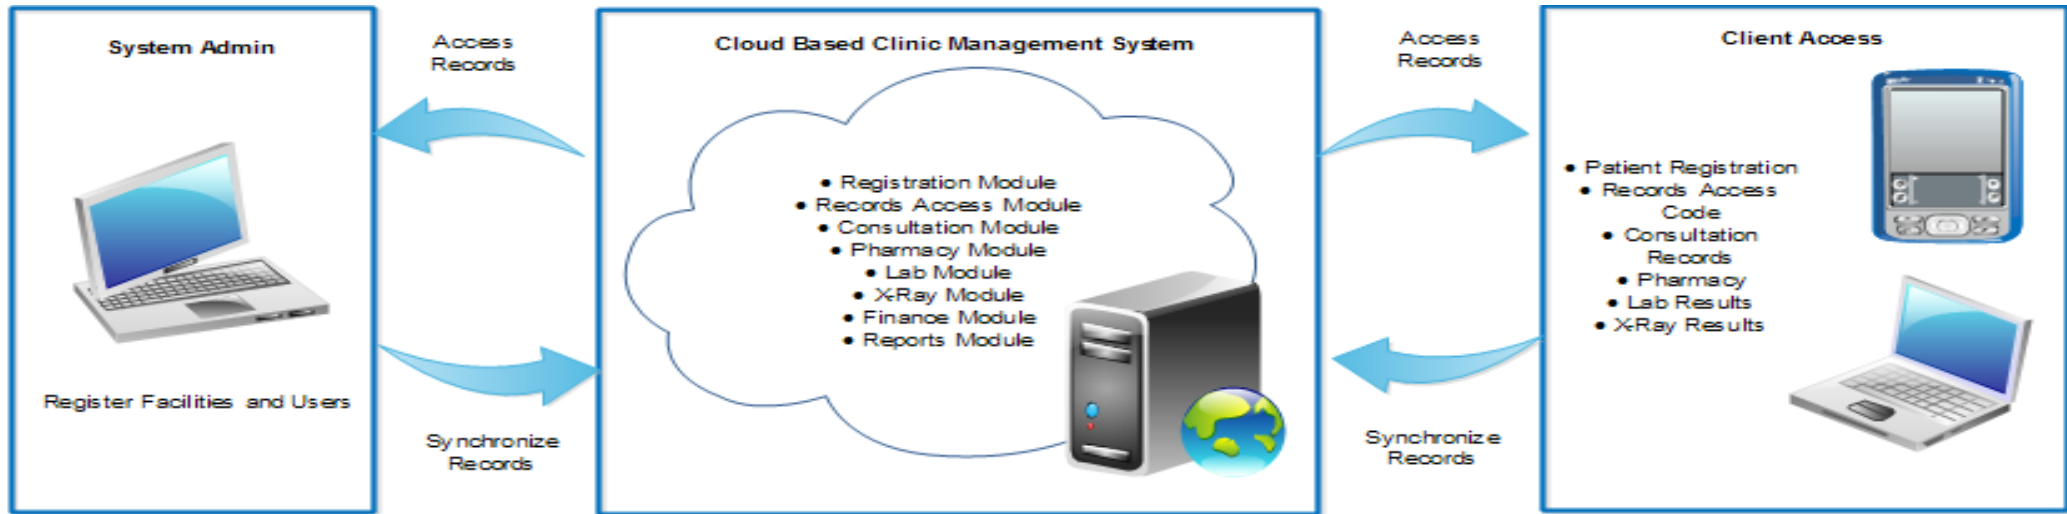 System Admin
Register Facilities and Users
Access
Records
Synchronize
Records
Cloud Based Clinic Management System
● Registration Module
● Records Access Module
● Consultation Module
● Pharmacy Module
● Lab Module
● X-Ray Module
● Finance Module
● Reports Module
Access
Records
Synchronize
Records
Client Access
● Patient Registration
● Records Access
Code
● Consultation
Records
● Pharmacy
● Lab Results
● X-Ray Results